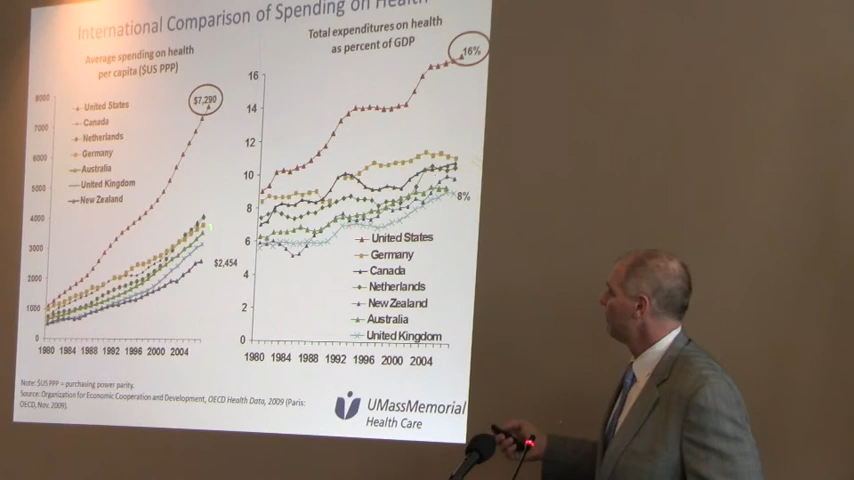 International Comparison of Spending on Health
Average spending on health
per capita ($US PPP)
8000
7000
6000
5000
4000
3000
2000
1000
0
United States
Canada
Netherlands
Germany
Australia
United Kingdom
New Zealand
$7,290
$2,454
1980 1984 1988 1992 1996 2000 2004
Total expenditures on health
as percent of GDP
16
14
12
10
8
6
4
2
0
16%
8%
United States
Germany
Canada
Netherlands
New Zealand
Australia
United Kingdom
1980 1984 1988 1992 1996 2000 2004
Note: $US PPP = purchasing power parity.
Source: Organization for Economic Cooperation and Development, OECD Health Data, 2009 (Paris:
OECD, Nov. 2009).
UMassMemorial
Health Care